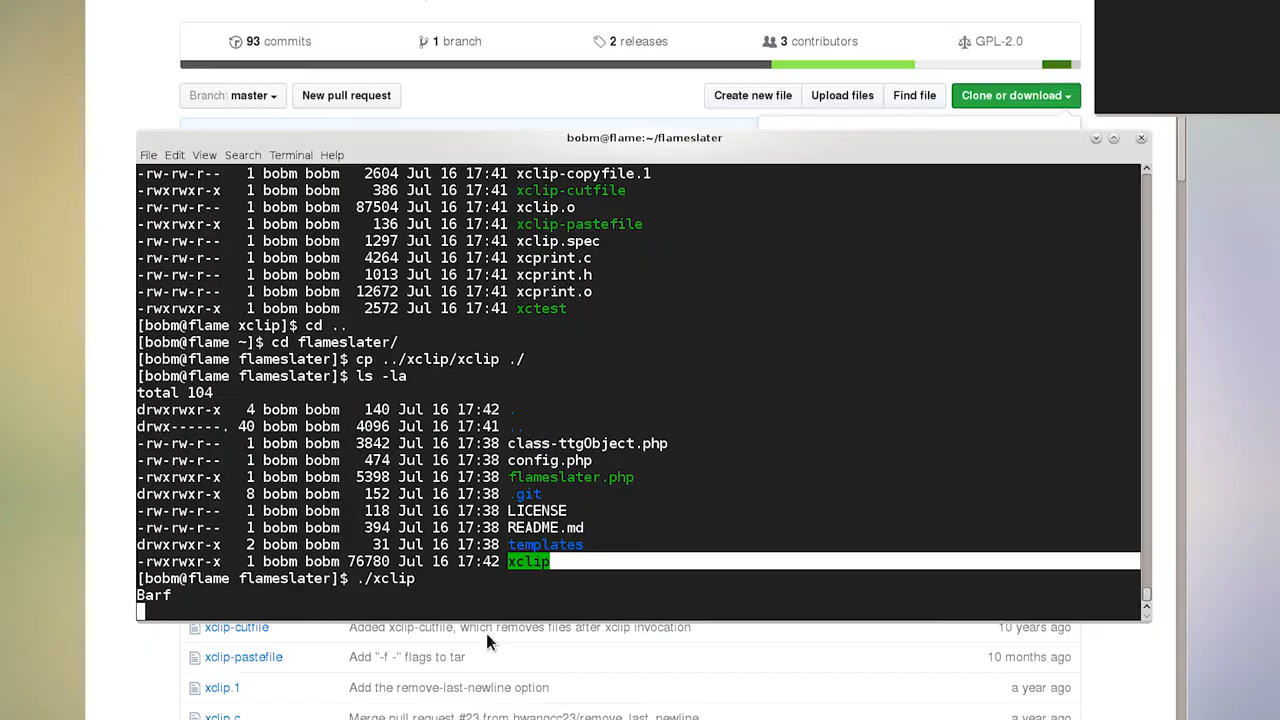 93 commits
1 branch
2 releases
3 contributors
GPL-2.0
Branch: master
New pull request
Create new file
Upload files
Find file
Clone or download
bobm@flame:~/flameslater
File Edit View Search Terminal Help
-rw-rw-r-- 1 bobm bobm 2604 Jul 16 17:41 xclip-copyfile.1
-rwxrwxr-x 1 bobm bobm 386 Jul 16 17:41 xclip-cutfile
-rw-rw-r-- 1 bobm bobm 87504 Jul 16 17:41 xclip.o
-rwxrwxr-x 1 bobm bobm 136 Jul 16 17:41 xclip-pastefile
-rw-rw-r-- 1 bobm bobm 1297 Jul 16 17:41 xclip.spec
-rw-rw-r-- 1 bobm bobm 4264 Jul 16 17:41 xcprint.c
-rw-rw-r-- 1 bobm bobm 1013 Jul 16 17:41 xcprint.h
-rw-rw-r-- 1 bobm bobm 12672 Jul 16 17:41 xcprint.o
-rwxrwxr-x 1 bobm bobm 2572 Jul 16 17:41 xctest
[bobm@flame xclip]$ cd ..
[bobm@flame ~]$ cd flameslater/
[bobm@flame flameslater]$ cp ../xclip/xclip ./
[bobm@flame flameslater]$ ls -la
total 104
drwxrwxr-x 4 bobm bobm 140 Jul 16 17:42 .
drwx------. 40 bobm bobm 4096 Jul 16 17:41 ..
-rw-rw-r-- 1 bobm bobm 3842 Jul 16 17:38 class-ttgObject.php
-rw-rw-r-- 1 bobm bobm 474 Jul 16 17:38 config.php
-rwxrwxr-x 1 bobm bobm 5398 Jul 16 17:38 flameslater.php
drwxrwxr-x 8 bobm bobm 152 Jul 16 17:38 .git
-rw-rw-r-- 1 bobm bobm 118 Jul 16 17:38 LICENSE
-rw-rw-r-- 1 bobm bobm 394 Jul 16 17:38 README.md
drwxrwxr-x 2 bobm bobm 31 Jul 16 17:38 templates
-rwxrwxr-x 1 bobm bobm 76780 Jul 16 17:42 xclip
[bobm@flame flameslater]$ ./xclip
Barf
xclip-cutfile Added xclip-cutfile, which removes files after xclip invocation 10 years ago
xclip-pastefile Add "-f -" flags to tar 10 months ago
xclip.1 Add the remove-last-newline option a year ago
xclip.c Merge pull request #23 from hwangcc23/remove_last_newline a year ago